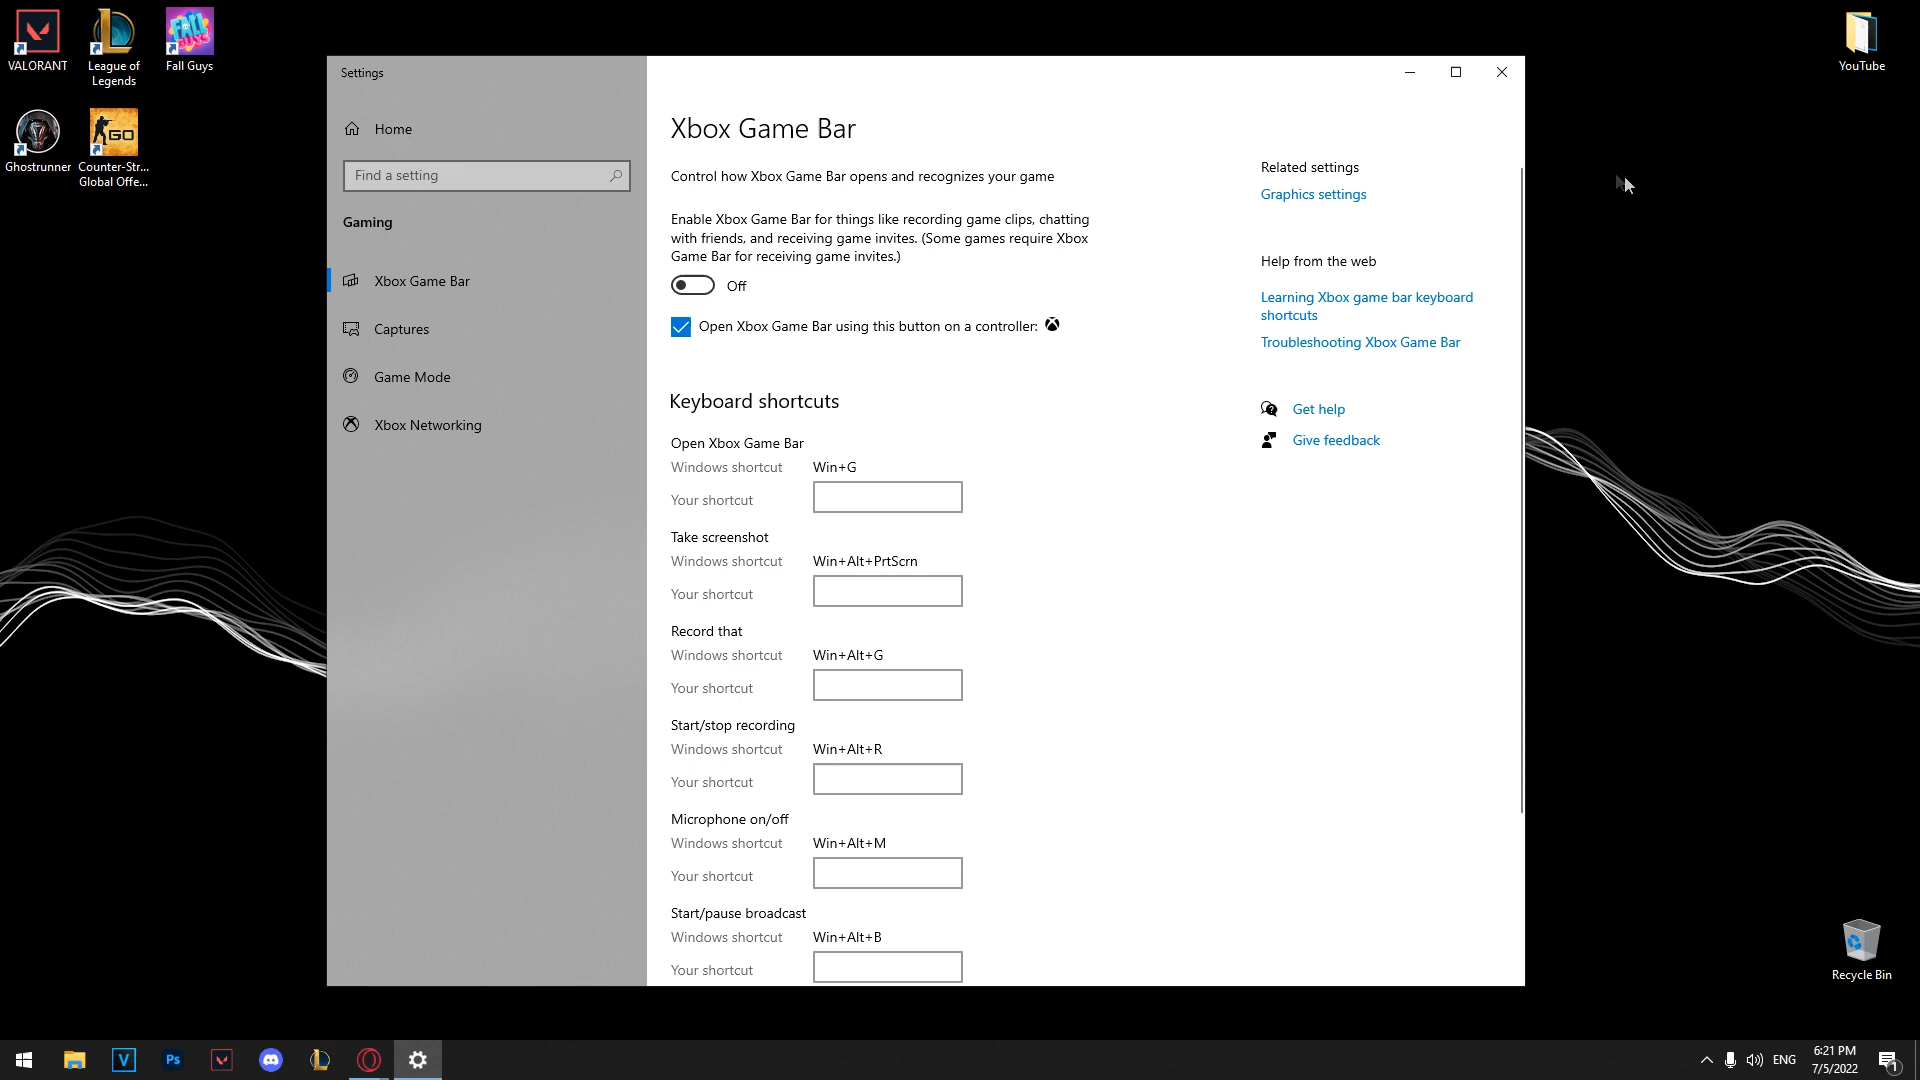 VALORANT
League of
Legends
Fall Guys
FALL
GUYS
Ghostrunner
GO
Counter-Str...
Global Offe...
YouTube
Settings
Home
Find a setting
Gaming
Xbox Game Bar
Captures
Game Mode
Xbox Networking
Xbox Game Bar
Control how Xbox Game Bar opens and recognizes your game
Enable Xbox Game Bar for things like recording game clips, chatting
with friends, and receiving game invites. (Some games require Xbox
Game Bar for receiving game invites.)
Off
Open Xbox Game Bar using this button on a controller:
Keyboard shortcuts
Open Xbox Game Bar
Windows shortcut Win+G
Your shortcut
Take screenshot
Windows shortcut Win+Alt+PrtScrn
Your shortcut
Record that
Windows shortcut Win+Alt+G
Your shortcut
Start/stop recording
Windows shortcut Win+Alt+R
Your shortcut
Microphone on/off
Windows shortcut Win+Alt+M
Your shortcut
Start/pause broadcast
Windows shortcut Win+Alt+B
Your shortcut
Related settings
Graphics settings
Help from the web
Learning Xbox game bar keyboard
shortcuts
Troubleshooting Xbox Game Bar
Get help
Give feedback
Recycle Bin
V
Ps
ENG
6:21 PM
7/5/2022
1